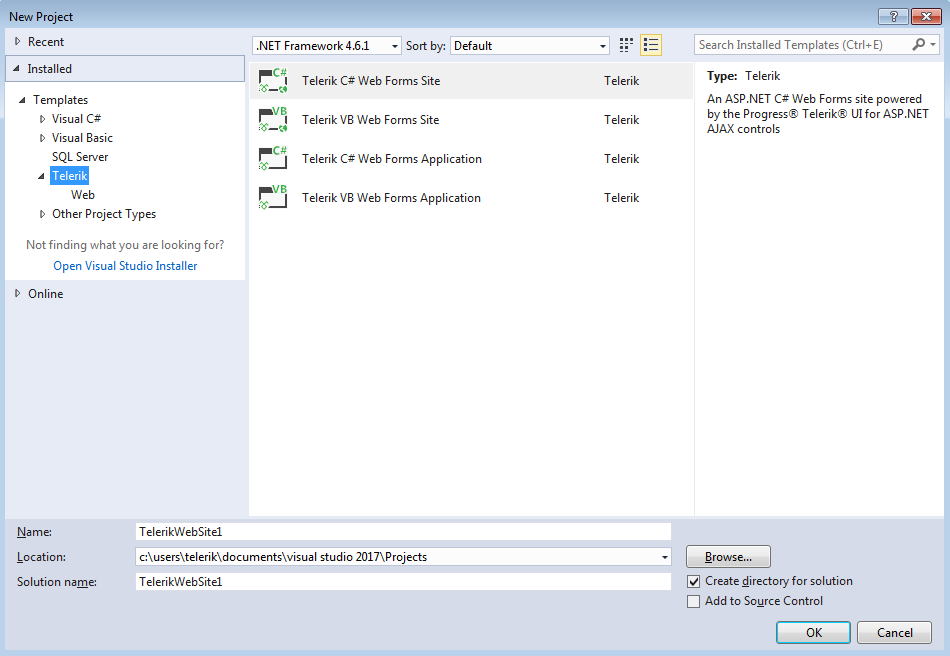 New Project
?
Recent
Installed
Templates
Visual C#
Visual Basic
SQL Server
Telerik
Web
Other Project Types
Not finding what you are looking for?
Open Visual Studio Installer
Online
.NET Framework 4.6.1 Sort by: Default
C# Telerik C# Web Forms Site Telerik
VB Telerik VB Web Forms Site Telerik
C# Telerik C# Web Forms Application Telerik
VB Telerik VB Web Forms Application Telerik
Search Installed Templates (Ctrl+E)
Type: Telerik
An ASP.NET C# Web Forms site powered
by the Progress® Telerik® UI for ASP.NET
AJAX controls
Name: TelerikWebSite1
Location: c:\users\telerik\documents\visual studio 2017\Projects Browse...
Solution name: TelerikWebSite1
Create directory for solution
Add to Source Control
OK Cancel